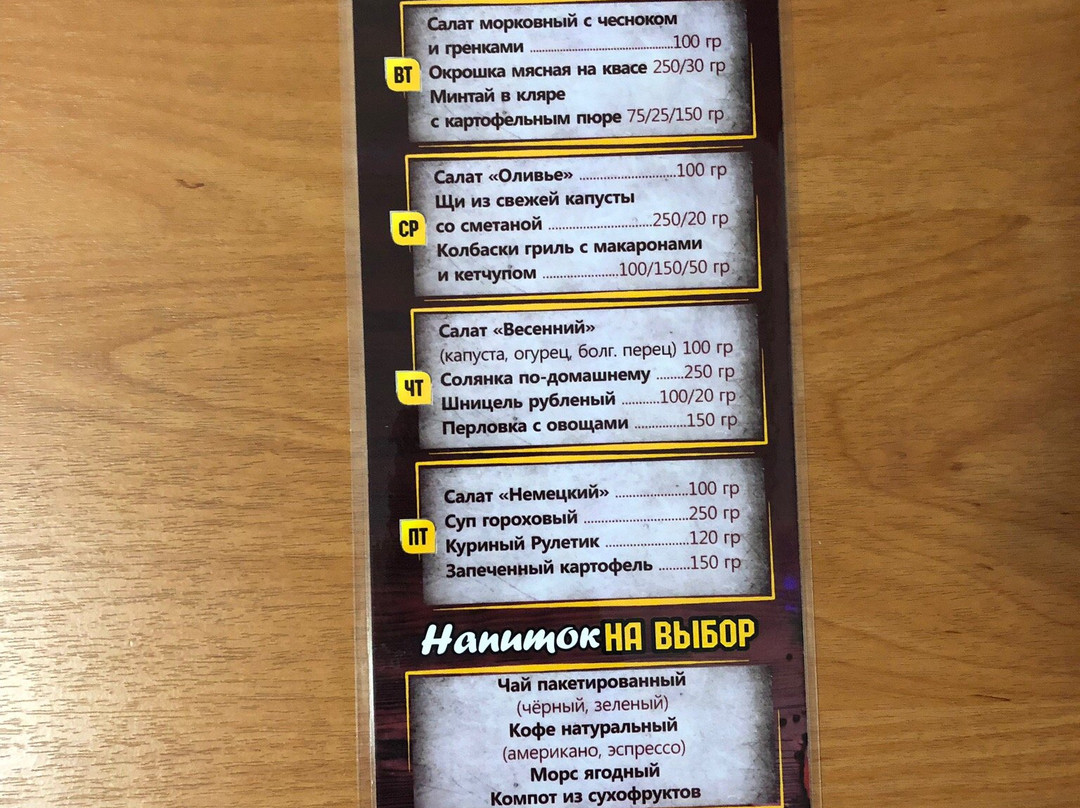 Салат морковный с чесноком
и гренками ........................................100 гр
ВТ
Окрошка мясная на квасе 250/30 гр
Минтай в кляре
с картофельным пюре 75/25/150 гр
Салат «Оливье» ...........................100 гр
Щи из свежей капусты
СР
со сметаной .............................250/20 гр
Колбаски гриль с макаронами
и кетчупом .....................100/150/50 гр
Салат «Весенний»
(капуста, огурец, болг. перец) 100 гр
ЧТ
Солянка по-домашнему ........250 гр
Шницель рубленый ...........100/20 гр
Перловка с овощами ...............150 гр
Салат «Немецкий» .....................100 гр
Суп гороховый ..............................250 гр
ПТ
Куриный Рулетик ........................120 гр
Запеченный картофель .........150 гр
Напиток НА ВЫБОР
Чай пакетированный
(чёрный, зеленый)
Кофе натуральный
(американо, эспрессо)
Морс ягодный
Компот из сухофруктов